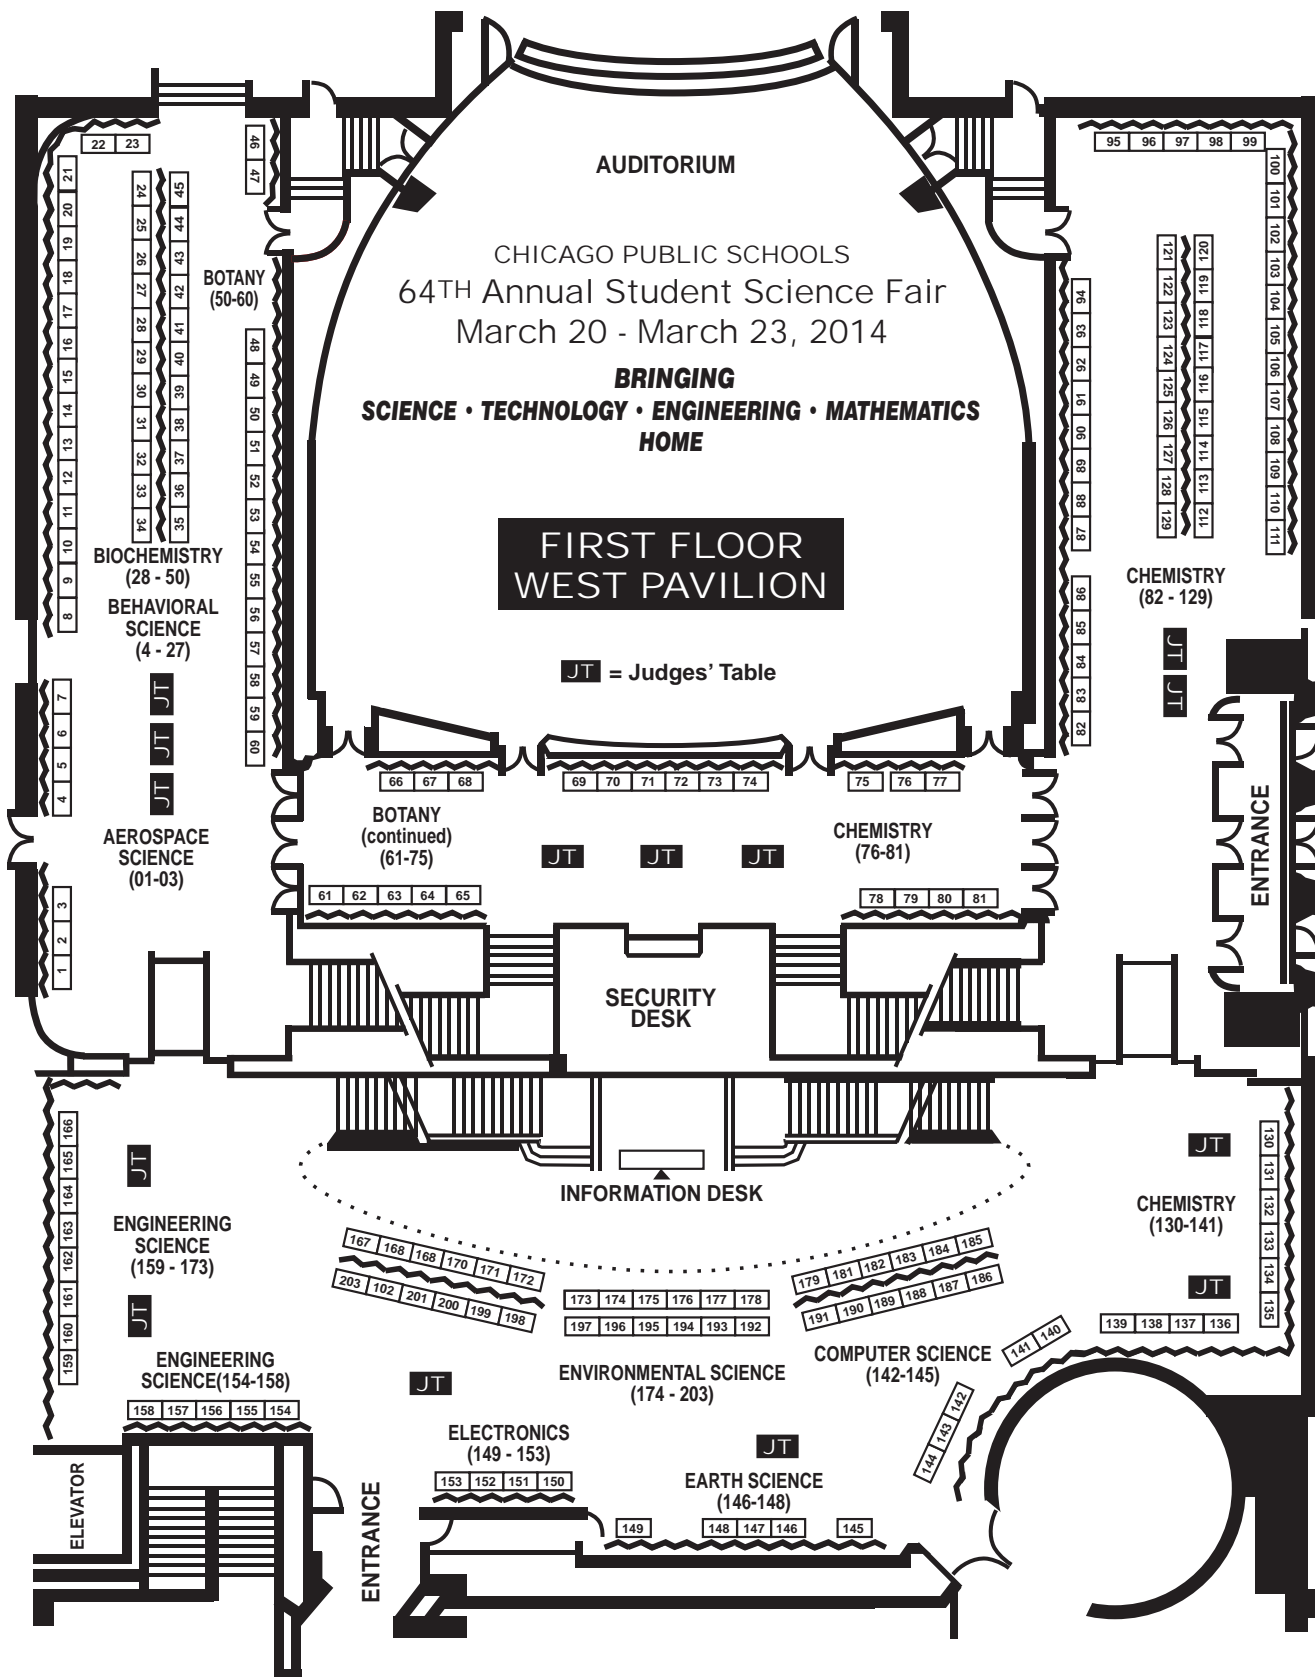 AUDITORIUM
CHICAGO PUBLIC SCHOOLS
64TH Annual Student Science Fair
March 20 - March 23, 2014
BRINGING
SCIENCE • TECHNOLOGY • ENGINEERING • MATHEMATICS
HOME
FIRST FLOOR
WEST PAVILION
JT = Judges' Table
22 23
46 47
21 20 19 18 17 16 15 14 13 12 11 10 9 8
24 25 26 27 28 29 30 31 32 33 34
45 44 43 42 41 40 39 38 37 36 35
BOTANY
(50-60)
48 49 50 51 52 53 54 55 56 57 58 59 60
BIOCHEMISTRY
(28 - 50)
BEHAVIORAL
SCIENCE
(4 - 27)
JT
JT
JT
7 6 5 4
AEROSPACE
SCIENCE
(01-03)
3 2 1
95 96 97 98 99
100 101 102 103 104 105 106 107 108 109 110 111
121 122 123 124 125 126 127 128 129
120 119 118 117 116 115 114 113 112
94 93 92 91 90 89 88 87
86 85 84 83 82
CHEMISTRY
(82 - 129)
JT
JT
ENTRANCE
66 67 68
69 70 71 72 73 74
75 76 77
BOTANY
(continued)
(61-75)
JT JT JT
CHEMISTRY
(76-81)
61 62 63 64 65
78 79 80 81
SECURITY
DESK
INFORMATION DESK
166 165 164 163 162 161 160 159
JT
ENGINEERING
SCIENCE
(159 - 173)
JT
ENGINEERING
SCIENCE(154-158)
158 157 156 155 154
167 168 168 170 171 172
203 102 201 200 199 198
173 174 175 176 177 178
197 196 195 194 193 192
179 181 182 183 184 185
191 190 189 188 187 186
JT
CHEMISTRY
(130-141)
JT
130 131 132 133 134 135
139 138 137 136
141 140
ENVIRONMENTAL SCIENCE
(174 - 203)
COMPUTER SCIENCE
(142-145)
144 143 142
JT
ELECTRONICS
(149 - 153)
153 152 151 150
JT
EARTH SCIENCE
(146-148)
149
148 147 146
145
ELEVATOR
ENTRANCE